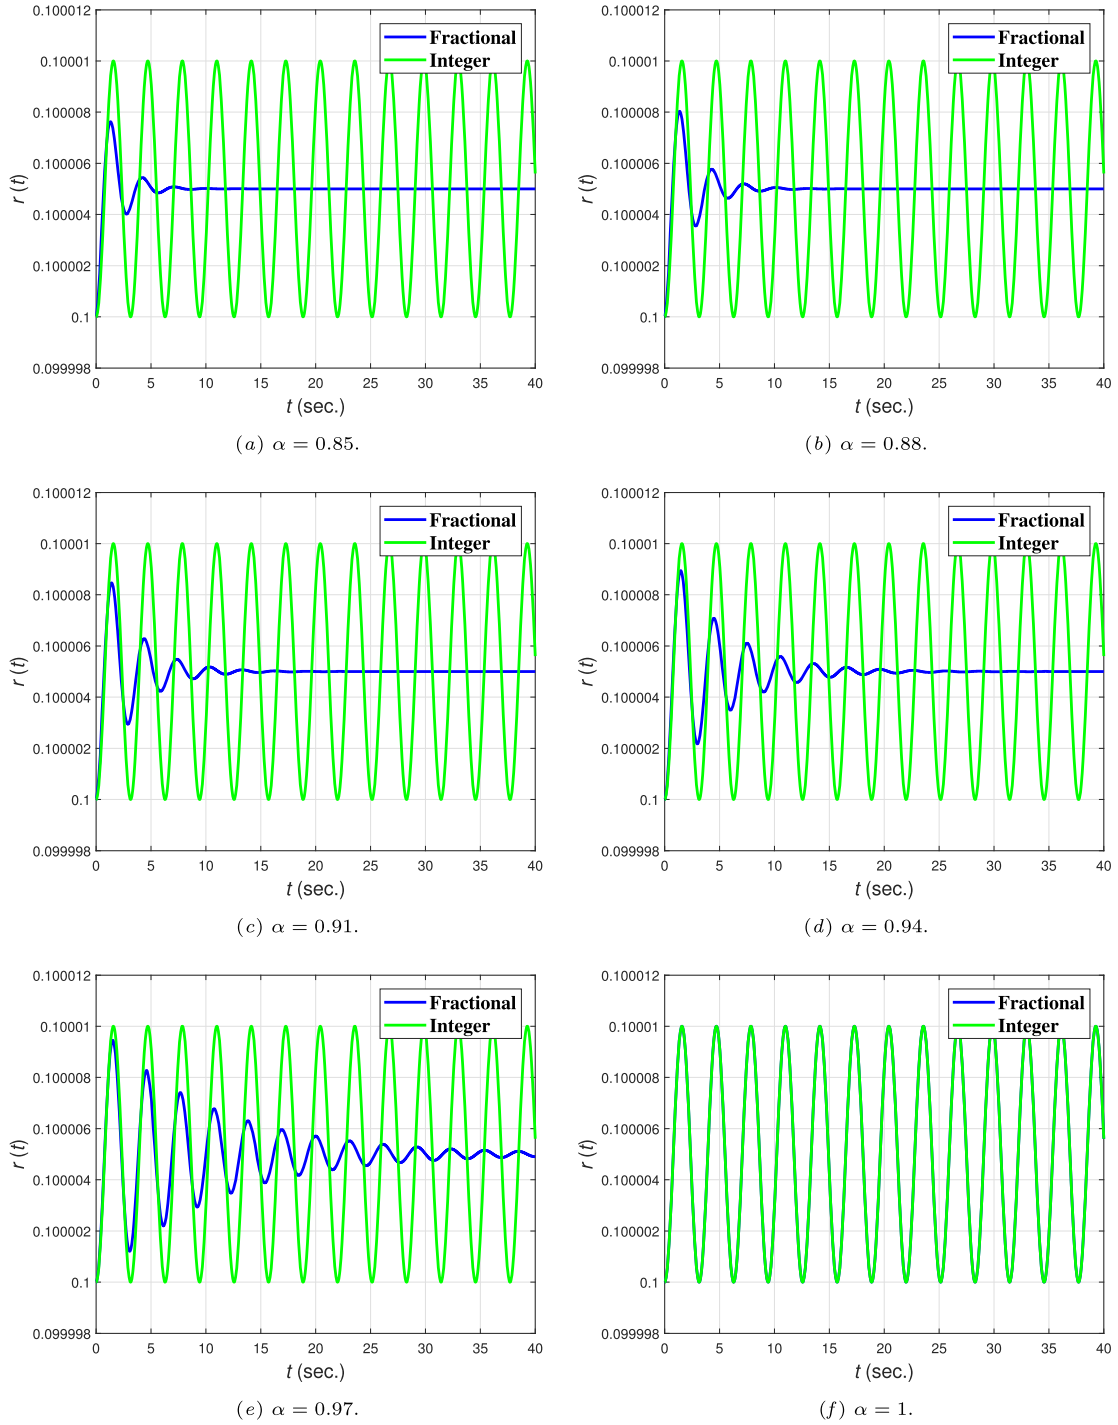 0.100012
0.10001
0.100008
0.100006
0.100004
0.100002
0.1
0.099998
r (t)
Fractional
Integer
0 5 10 15 20 25 30 35 40
t (sec.)
(a) α = 0.85.
0.100012
0.10001
0.100008
0.100006
0.100004
0.100002
0.1
0.099998
r (t)
Fractional
Integer
0 5 10 15 20 25 30 35 40
t (sec.)
(b) α = 0.88.
0.100012
0.10001
0.100008
0.100006
0.100004
0.100002
0.1
0.099998
r (t)
Fractional
Integer
0 5 10 15 20 25 30 35 40
t (sec.)
(c) α = 0.91.
0.100012
0.10001
0.100008
0.100006
0.100004
0.100002
0.1
0.099998
r (t)
Fractional
Integer
0 5 10 15 20 25 30 35 40
t (sec.)
(d) α = 0.94.
0.100012
0.10001
0.100008
0.100006
0.100004
0.100002
0.1
0.099998
r (t)
Fractional
Integer
0 5 10 15 20 25 30 35 40
t (sec.)
(e) α = 0.97.
0.100012
0.10001
0.100008
0.100006
0.100004
0.100002
0.1
0.099998
r (t)
Fractional
Integer
0 5 10 15 20 25 30 35 40
t (sec.)
(f) α = 1.